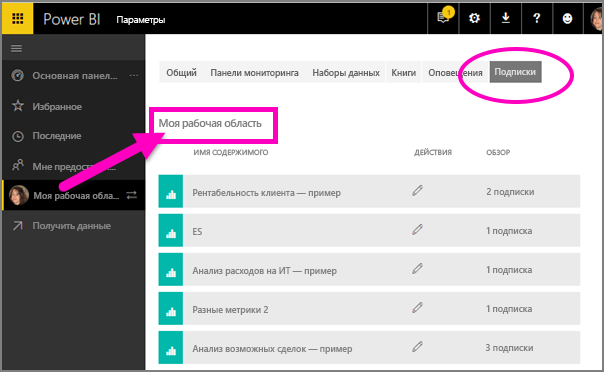 Power BI Параметры 1 ?
Основная панел... ...
Избранное
Последние
Мне предостав...
Моя рабочая обла...
Получить данные
Общий Панели мониторинга Наборы данных Книги Оповещения Подписки
Моя рабочая область
ИМЯ СОДЕРЖИМОГО ДЕЙСТВИЯ ОБЗОР
Рентабельность клиента — пример 2 подписки
ES 1 подписка
Анализ расходов на ИТ — пример 1 подписка
Разные метрики 2 1 подписка
Анализ возможных сделок — пример 3 подписки